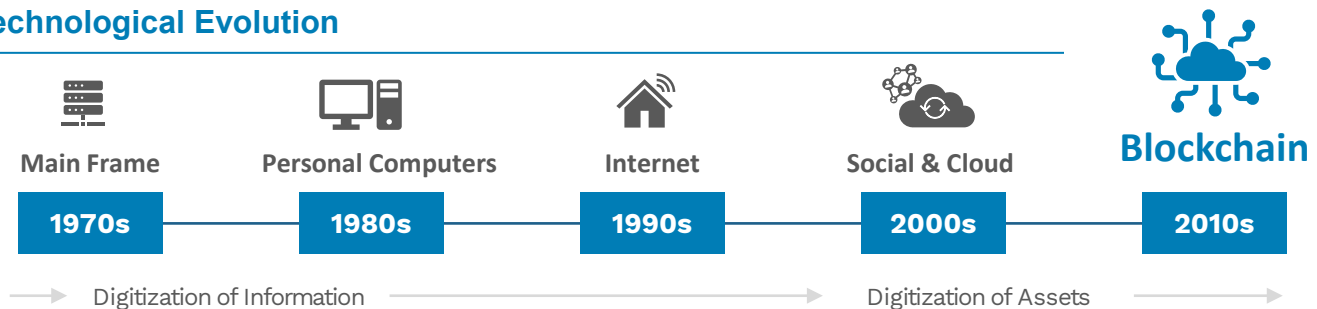 echnological Evolution
Blockchain
Main Frame Personal Computers Internet Social & Cloud
1970s 1980s 1990s 2000s 2010s
Digitization of Information Digitization of Assets